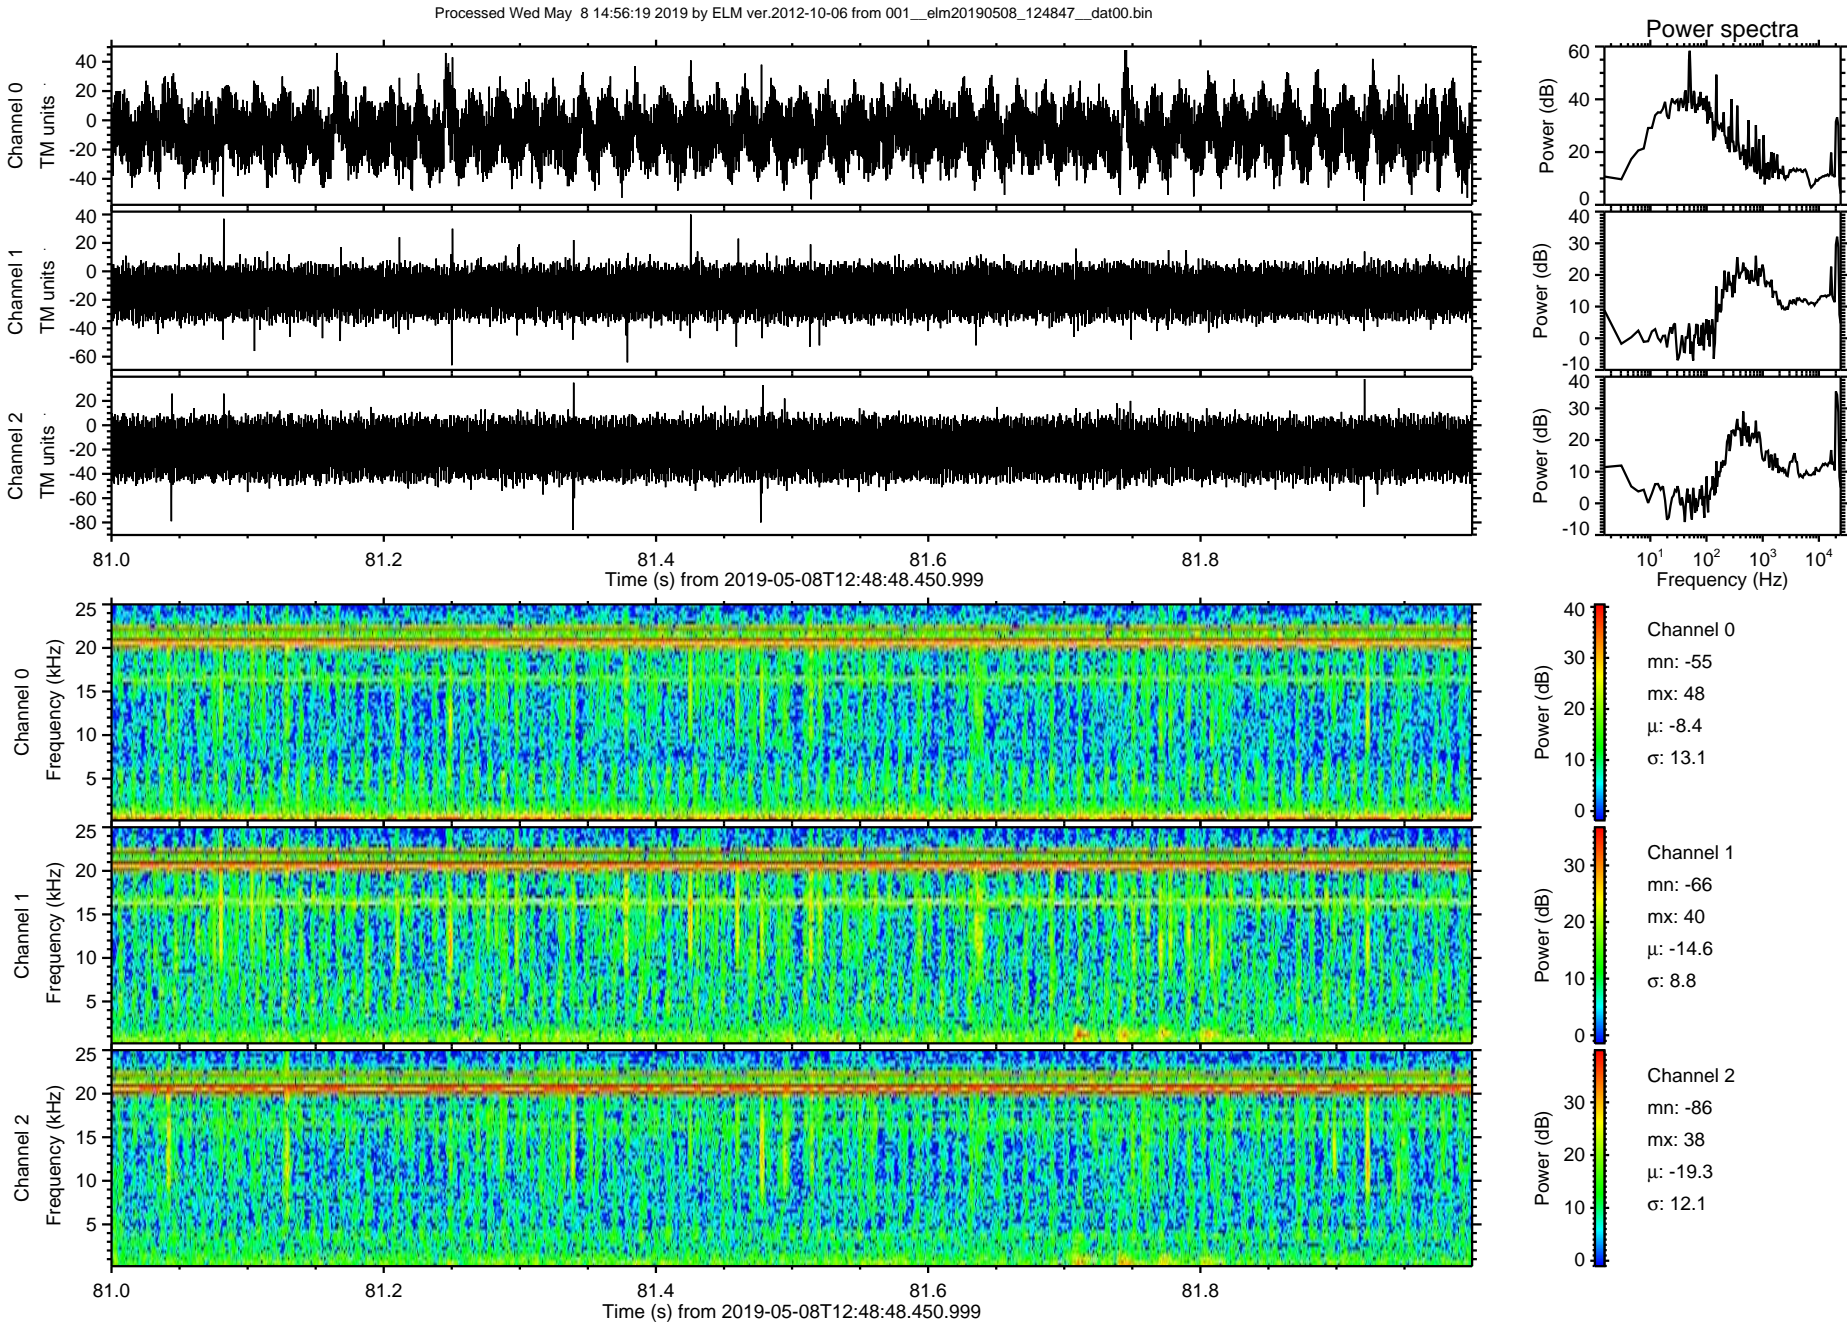 Processed Wed May  8 14:56:19 2019 by ELM ver.2012-10-06 from 001__elm20190508_124847__dat00.bin
Power spectra
Channel 0
TM units
40
20
0
-20
-40
Power (dB)
60
40
20
0
Channel 1
TM units
40
20
0
-20
-40
-60
Power (dB)
40
30
20
10
0
-10
Channel 2
TM units
20
0
-20
-40
-60
-80
Power (dB)
40
30
20
10
0
-10
81.0 81.2 81.4 81.6 81.8
Time (s) from 2019-05-08T12:48:48.450.999
10^1 10^2 10^3 10^4
Frequency (Hz)
Channel 0
Frequency (kHz)
25
20
15
10
5
Power (dB)
40
30
20
10
0
Channel 0
mn: -55
mx: 48
μ: -8.4
σ: 13.1
Channel 1
Frequency (kHz)
25
20
15
10
5
Power (dB)
30
20
10
0
Channel 1
mn: -66
mx: 40
μ: -14.6
σ: 8.8
Channel 2
Frequency (kHz)
25
20
15
10
5
Power (dB)
30
20
10
0
Channel 2
mn: -86
mx: 38
μ: -19.3
σ: 12.1
81.0 81.2 81.4 81.6 81.8
Time (s) from 2019-05-08T12:48:48.450.999